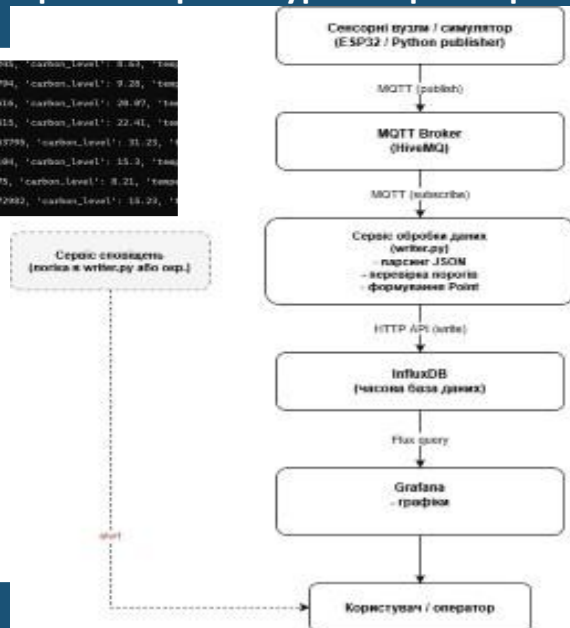 'carbon_level': 8.63,
'carbon_level': 9.28,
'carbon_level': 20.07,
'carbon_level': 22.41,
'carbon_level': 31.23,
'carbon_level': 15.3,
'carbon_level': 8.21,
'carbon_level': 15.23,
Сенсорні вузли / симулятор
(ESP32 / Python publisher)
MQTT (publish)
MQTT Broker
(HiveMQ)
MQTT (subscribe)
Сервіс обробки даних
(writer.py)
- парсинг JSON
- перевірка порогів
- формування Point
Сервіс сповіщень
(логіка в writer.py або окр.)
HTTP API (write)
InfluxDB
(часова база даних)
Flux query
Grafana
- графіки
alert
Користувач / оператор